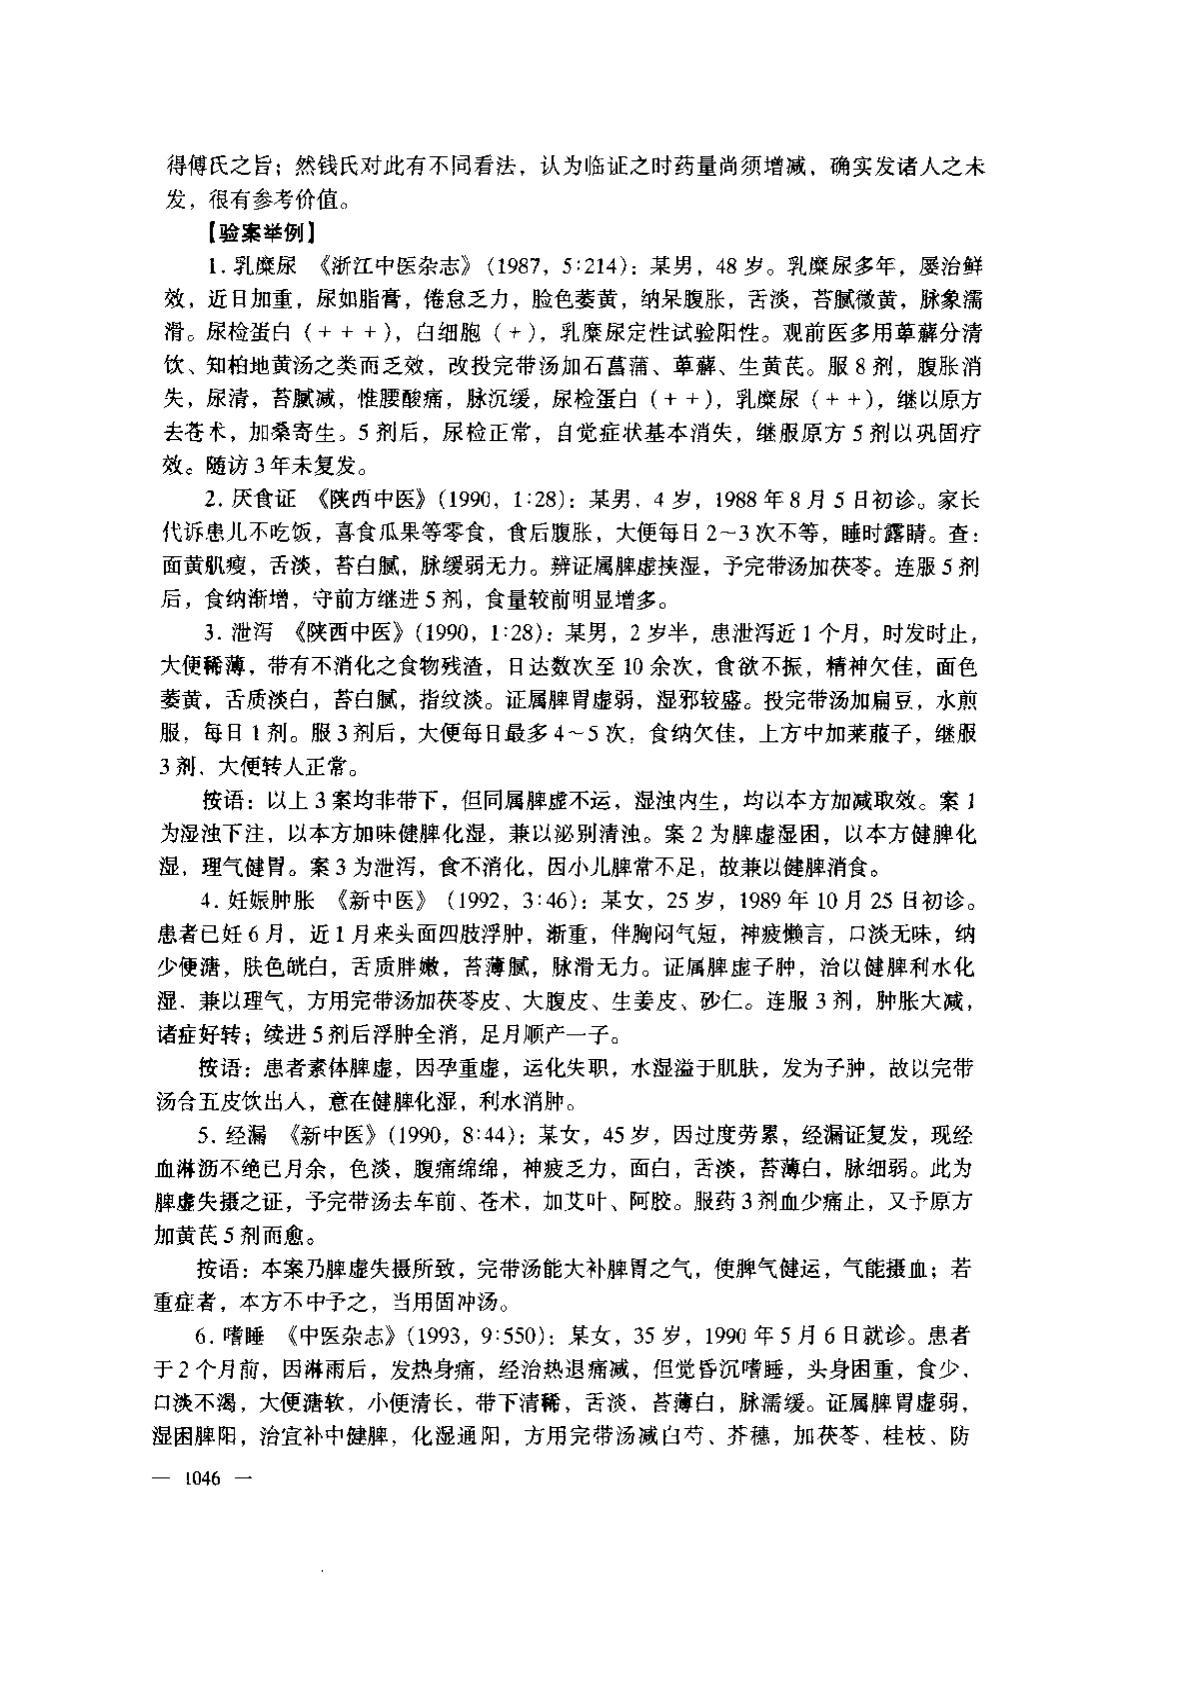 得傅氏之旨；然钱氏对此有不同看法，认为临证之时药量尚须增减，确实发诸人之未
发，很有参考价值。
【验案举例】
1. 乳糜尿 《浙江中医杂志》（1987，5:214）：某男，48 岁。乳糜尿多年，屡治鲜
效，近日加重，尿如脂膏，倦怠乏力，脸色萎黄，纳呆腹胀，舌淡，苔腻微黄，脉象濡
滑。尿检蛋白（+ + +），白细胞（+），乳糜尿定性试验阳性。观前医多用萆薢分清
饮、知柏地黄汤之类而乏效，改投完带汤加石菖蒲、萆薢、生黄芪。服 8 剂，腹胀消
失，尿清，苔腻减，惟腰酸痛，脉沉缓，尿检蛋白（+ +），乳糜尿（+ +），继以原方
去苍术，加桑寄生。5 剂后，尿检正常，自觉症状基本消失，继服原方 5 剂以巩固疗
效。随访 3 年未复发。
2. 厌食证 《陕西中医》（1990，1:28）：某男，4 岁，1988 年 8 月 5 日初诊。家长
代诉患儿不吃饭，喜食瓜果等零食，食后腹胀，大便每日 2～3 次不等，睡时露睛。查：
面黄肌瘦，舌淡，苔白腻，脉缓弱无力。辨证属脾虚挟湿，予完带汤加茯苓。连服 5 剂
后，食纳渐增，守前方继进 5 剂，食量较前明显增多。
3. 泄泻 《陕西中医》（1990，1:28）：某男，2 岁半，患泄泻近 1 个月，时发时止，
大便稀薄，带有不消化之食物残渣，日达数次至 10 余次，食欲不振，精神欠佳，面色
萎黄，舌质淡白，苔白腻，指纹淡。证属脾胃虚弱，湿邪较盛。投完带汤加扁豆，水煎
服，每日 1 剂。服 3 剂后，大便每日最多 4～5 次，食纳欠佳，上方中加莱菔子，继服
3 剂，大便转入正常。
按语：以上 3 案均非带下，但同属脾虚不运，湿浊内生，均以本方加减取效。案 1
为湿浊下注，以本方加味健脾化湿，兼以泌别清浊。案 2 为脾虚湿困，以本方健脾化
湿，理气健胃。案 3 为泄泻，食不消化，因小儿脾常不足，故兼以健脾消食。
4. 妊娠肿胀 《新中医》（1992，3:46）：某女，25 岁，1989 年 10 月 25 日初诊。
患者已妊 6 月，近 1 月来头面四肢浮肿，渐重，伴胸闷气短，神疲懒言，口淡无味，纳
少便溏，肤色㿠白，舌质胖嫩，苔薄腻，脉滑无力。证属脾虚子肿，治以健脾利水化
湿，兼以理气，方用完带汤加茯苓皮、大腹皮、生姜皮、砂仁。连服 3 剂，肿胀大减，
诸症好转；续进 5 剂后浮肿全消，足月顺产一子。
按语：患者素体脾虚，因孕重虚，运化失职，水湿溢于肌肤，发为子肿，故以完带
汤合五皮饮出入，意在健脾化湿，利水消肿。
5. 经漏 《新中医》（1990，8:44）：某女，45 岁，因过度劳累，经漏证复发，现经
血淋沥不绝已月余，色淡，腹痛绵绵，神疲乏力，面白，舌淡，苔薄白，脉细弱。此为
脾虚失摄之证，予完带汤去车前、苍术，加艾叶、阿胶。服药 3 剂血少痛止，又予原方
加黄芪 5 剂而愈。
按语：本案乃脾虚失摄所致，完带汤能大补脾胃之气，使脾气健运，气能摄血；若
重症者，本方不中予之，当用固冲汤。
6. 嗜睡 《中医杂志》（1993，9:550）：某女，35 岁，1990 年 5 月 6 日就诊。患者
于 2 个月前，因淋雨后，发热身痛，经治热退痛减，但觉昏沉嗜睡，头身困重，食少，
口淡不渴，大便溏软，小便清长，带下清稀，舌淡，苔薄白，脉濡缓。证属脾胃虚弱，
湿困脾阳，治宜补中健脾，化湿通阳，方用完带汤减白芍、芥穗，加茯苓、桂枝、防
— 1046 —